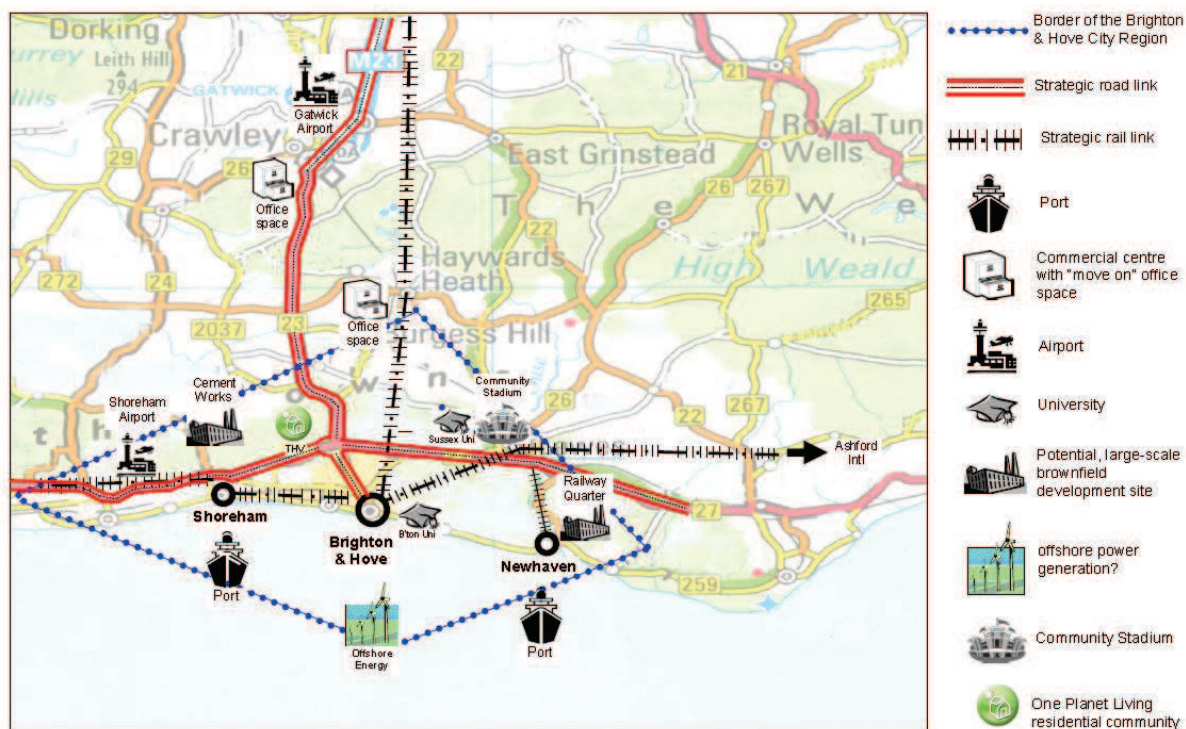 Dorking
Leith Hill
294
M23
22
21
GATWICK
Gatwick
Airport
Crawley
29
Royal Tun
Wells
East Grinstead
26
267
Office
space
26
T h e W e
22
272
24
Haywards
Heath
High Weald
265
Office
space
2037
23
Burgess Hill
Cement
Works
Community
Stadium
26
22
267
Shoreham
Airport
Sussex Uni
THV
Ashford
Intl
Railway
Quarter
27
Shoreham
Brighton
& Hove
B'ton Uni
Newhaven
259
Port
Offshore
Energy
Port
Border of the Brighton
& Hove City
Region
Strategic road link
Strategic rail link
Port
Commercial centre
with "move on" office
space
Airport
University
Potential, large-scale
brownfield
development site
offshore power
generation?
Community Stadium
One Planet Living
residential community